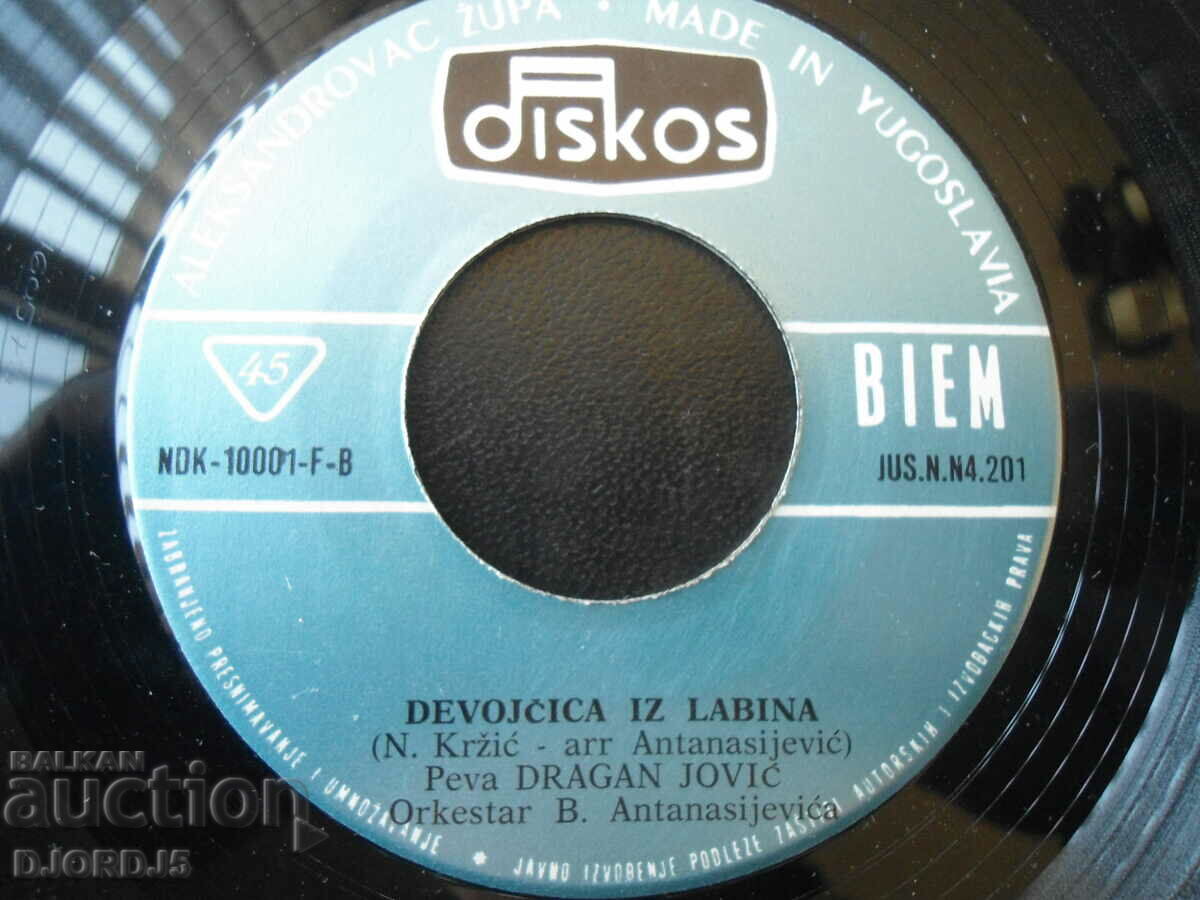 ALEKSANDROVAC ŽUPA • MADE IN YUGOSLAVIA
diskos
45
BIEM
NDK-10001-F-B
JUS.N.N4.201
DEVOJČICA IZ LABINA
(N. Kržić - arr Antanasijević)
Peva DRAGAN JOVIĆ
Orkestar B. Antanasijevića
ZABRANJENO PRESNIMAVANJE I UMNOŽAVANJE * JAVNO IZVOĐENJE PODLEŽE ZAŠTITI AUTORSKIH I IZVOĐAČKIH PRAVA
BALKAN
auction
DJORDJ5